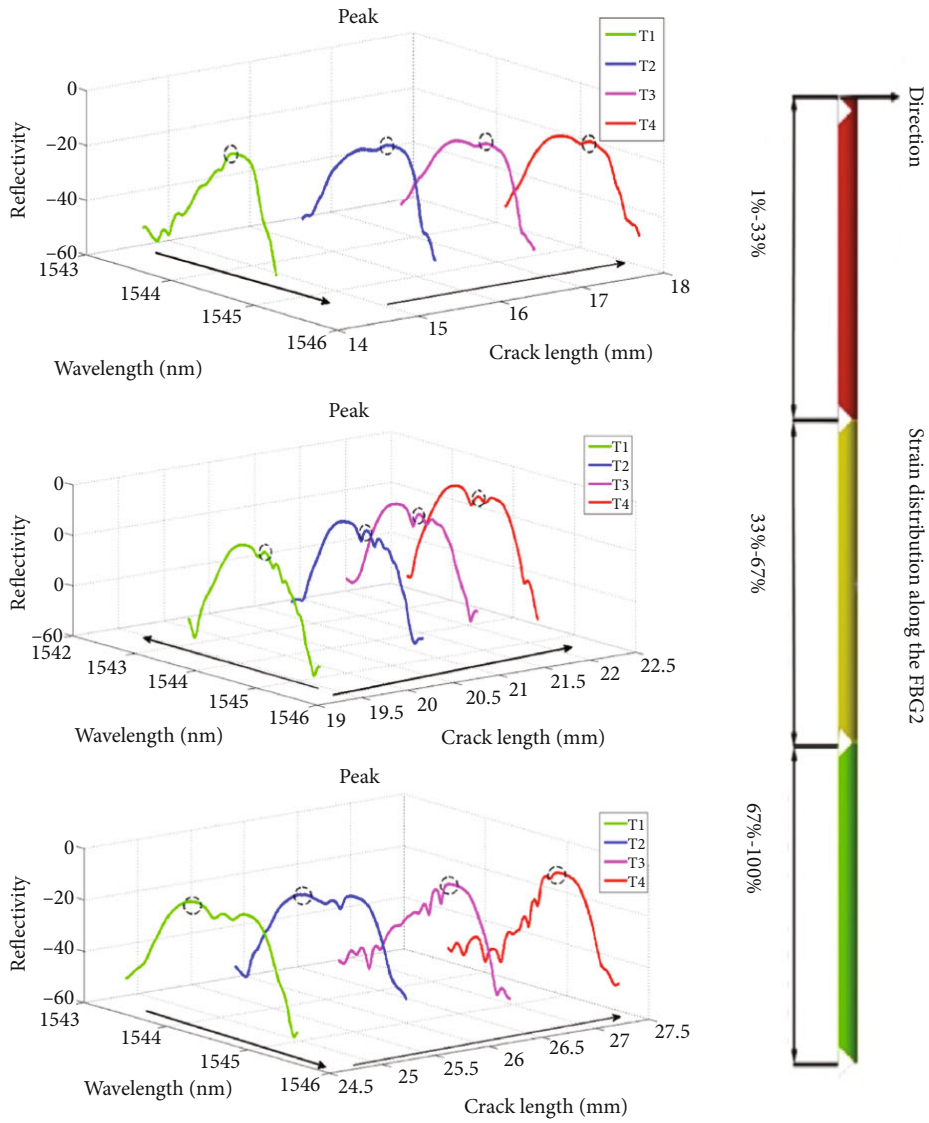 Peak
T1
T2
T3
T4
0
−20
−40
−60
Reflectivity
1543
1544
1545
1546
Wavelength (nm)
14
15
16
17
18
Crack length (mm)
Peak
T1
T2
T3
T4
0
0
0
−60
Reflectivity
1542
1543
1544
1545
1546
Wavelength (nm)
19
19.5
20
20.5
21
21.5
22
22.5
Crack length (mm)
Peak
T1
T2
T3
T4
0
−20
−40
−60
Reflectivity
1543
1544
1545
1546
Wavelength (nm)
24.5
25
25.5
26
26.5
27
27.5
Crack length (mm)
1%-33%
33%-67%
67%-100%
Direction
Strain distribution along the FBG2